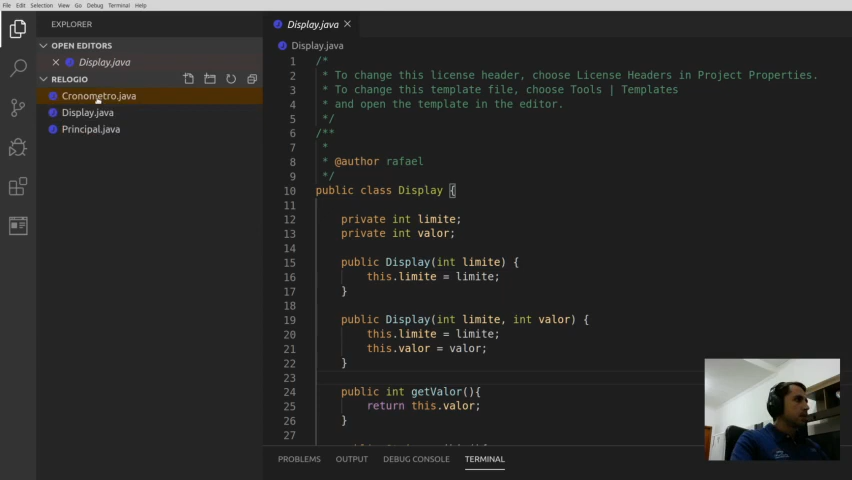 File Edit Selection View Go Debug Terminal Help
EXPLORER
OPEN EDITORS
Display.java
RELOGIO
Cronometro.java
Display.java
Principal.java
Display.java
Display.java
1 /*
2 * To change this license header, choose License Headers in Project Properties.
3 * To change this template file, choose Tools | Templates
4 * and open the template in the editor.
5 */
6 /**
7 *
8 * @author rafael
9 */
10 public class Display {
11
12 private int limite;
13 private int valor;
14
15 public Display(int limite) {
16 this.limite = limite;
17 }
18
19 public Display(int limite, int valor) {
20 this.limite = limite;
21 this.valor = valor;
22 }
23
24 public int getValor(){
25 return this.valor;
26 }
27
PROBLEMS OUTPUT DEBUG CONSOLE TERMINAL